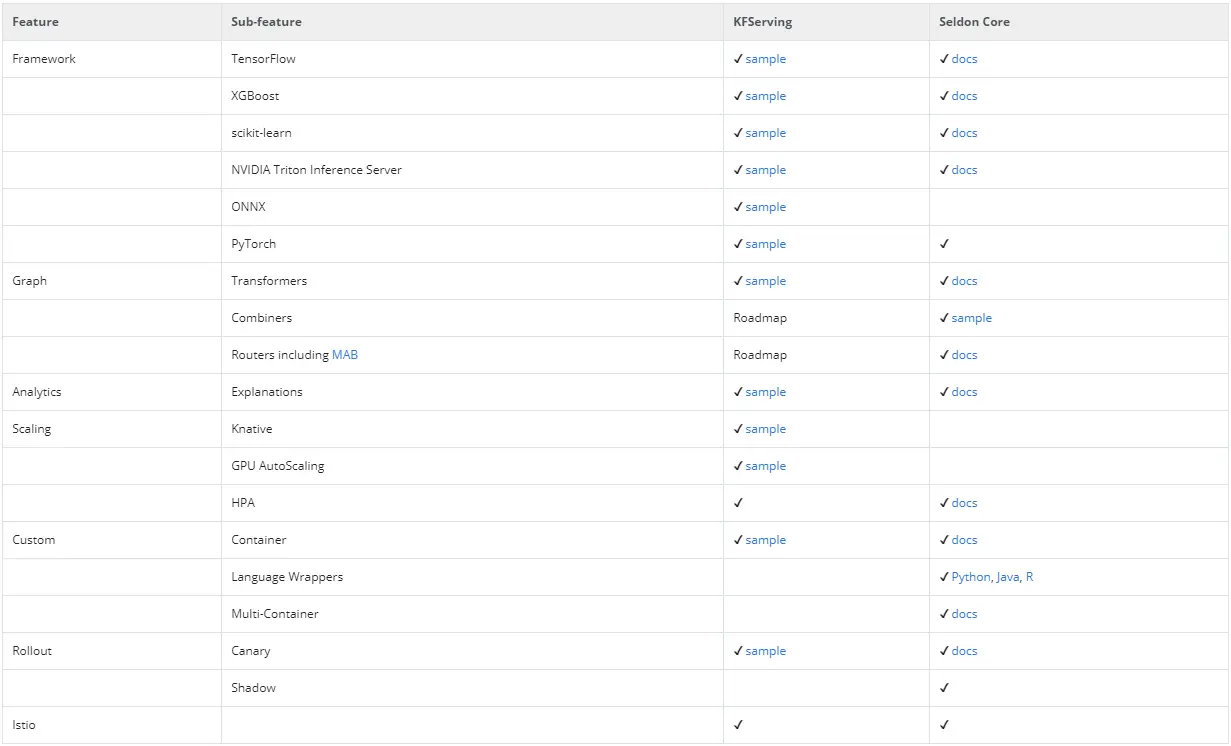 Feature Sub-feature KFServing Seldon Core
Framework TensorFlow ✓ sample ✓ docs
XGBoost ✓ sample ✓ docs
scikit-learn ✓ sample ✓ docs
NVIDIA Triton Inference Server ✓ sample ✓ docs
ONNX ✓ sample
PyTorch ✓ sample ✓
Graph Transformers ✓ sample ✓ docs
Combiners Roadmap ✓ sample
Routers including MAB Roadmap ✓ docs
Analytics Explanations ✓ sample ✓ docs
Scaling Knative ✓ sample
GPU AutoScaling ✓ sample
HPA ✓ ✓ docs
Custom Container ✓ sample ✓ docs
Language Wrappers ✓ Python, Java, R
Multi-Container ✓ docs
Rollout Canary ✓ sample ✓ docs
Shadow ✓
Istio ✓ ✓